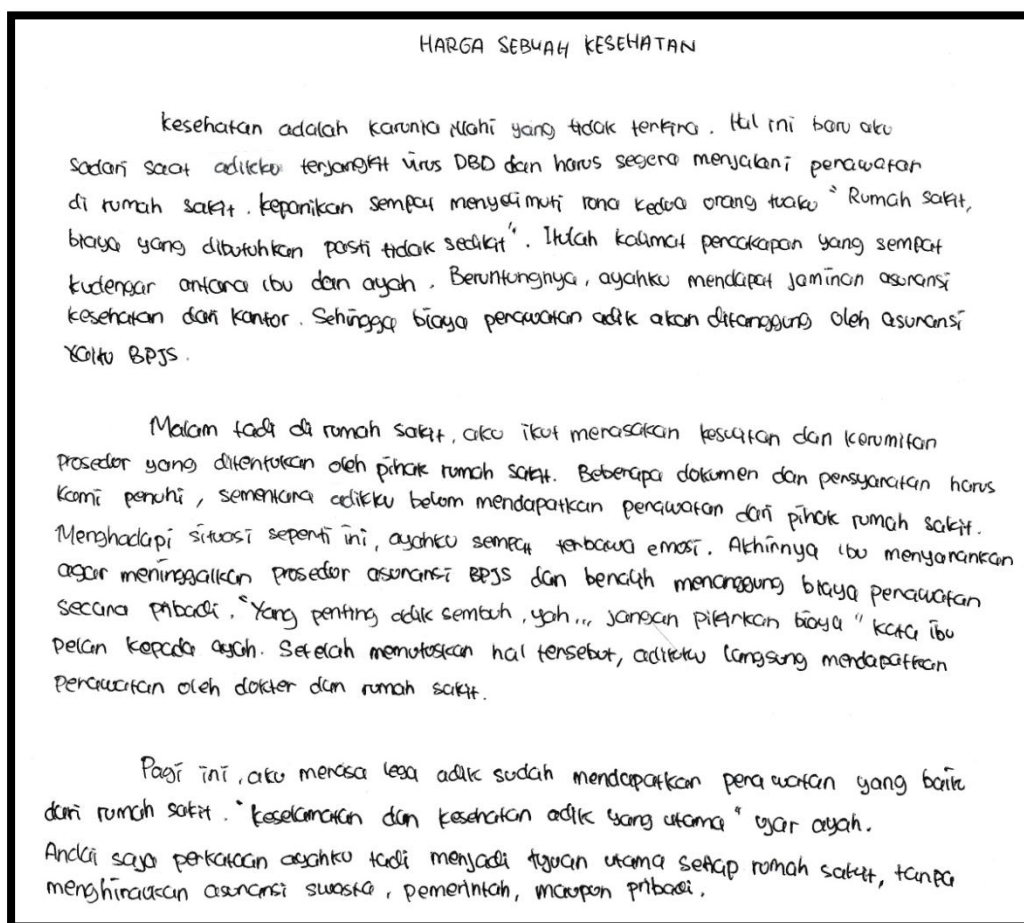 HARGA SEBUAH KESEHATAN
kesehatan adalah karunia Illahi yang tidak terkira. Hal ini baru aku
sadari saat adikku terjangkit virus DBD dan harus segera menjalani perawatan
di rumah sakit. kepanikan sempat menyelimuti rona kedua orang tuaku "Rumah sakit,
biaya yang dibutuhkan pasti tidak sedikit". Itulah kalimat percakapan yang sempat
kudengar antara ibu dan ayah. Beruntungnya, ayahku mendapat jaminan asuransi
kesehatan dari kantor. Sehingga biaya perawatan adik akan ditanggung oleh asuransi
yaitu BPJS.
Malam tadi di rumah sakit, aku ikut merasakan kesulitan dan kerumitan
prosedor yang ditentukan oleh pihak rumah sakit. Beberapa dokumen dan persyaratan harus
kami penuhi, sementara adikku belom mendapatkan perawatan dari pihak rumah sakit.
Menghadapi situasi seperti ini, ayahku sempat terbawa emosi. Akhirnya ibu menyarankan
agar meninggalkan prosedor asuransi BPJS dan beralih menanggung biaya perawatan
secara pribadi. "Yang penting adik sembuh, yah... jangan pikirkan biaya" kata ibu
pelan kepada ayah. Setelah memutoskan hal tersebut, adikku langsung mendapatkan
perawatan oleh dokter dan rumah sakit.
Pagi ini, aku merasa lega adik sudah mendapatkan perawatan yang baik
dari rumah sakit. "keselamatan dan kesehatan adik yang utama" ujar ayah.
Andai saja perkataan ayahku tadi menjadi tujuan utama setiap rumah sakit, tanpa
menghiraukan asuransi swasta, pemerintah, maupon pribadi.